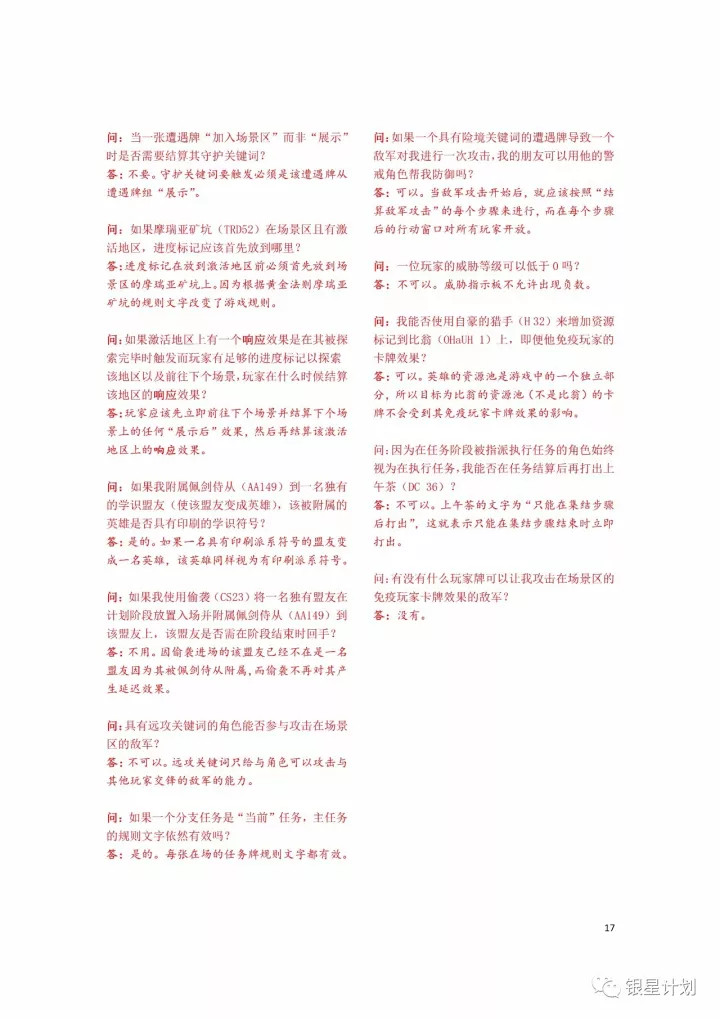 问：当一张遭遇牌“加入场景区”而非“展示”
时是否需要结算其守护关键词？
答：不要。守护关键词要触发必须是该遭遇牌从
遭遇牌组“展示”。
问：如果摩瑞亚矿坑（TRD52）在场景区且有激
活地区，进度标记应该首先放到哪里？
答：进度标记在放到激活地区前必须首先放到场
景区的摩瑞亚矿坑上。因为根据黄金法则摩瑞亚
矿坑的规则文字改变了游戏规则。
问：如果激活地区上有一个响应效果是在其被探
索完毕时触发而玩家有足够的进度标记以探索
该地区以及前往下个场景，玩家在什么时候结算
该地区的响应效果？
答：玩家应该先立即前往下个场景并结算下个场
景上的任何“展示后”效果，然后再结算该激活
地区上的响应效果。
问：如果我附属佩剑侍从（AA149）到一名独有
的学识盟友（使该盟友变成英雄），该被附属的
英雄是否具有印刷的学识符号？
答：是的。如果一名具有印刷派系符号的盟友变
成一名英雄，该英雄同样视为有印刷派系符号。
问：如果我使用偷袭（CS23）将一名独有盟友在
计划阶段放置入场并附属佩剑侍从（AA149）到
该盟友上，该盟友是否需在阶段结束时回手？
答：不用。因偷袭进场的该盟友已经不在是一名
盟友因为其被佩剑侍从附属，而偷袭不再对其产
生延迟效果。
问：具有远攻关键词的角色能否参与攻击在场景
区的敌军？
答：不可以。远攻关键词只给与角色可以攻击与
其他玩家交锋的敌军的能力。
问：如果一个分支任务是“当前”任务，主任务
的规则文字依然有效吗？
答：是的。每张在场的任务牌规则文字都有效。
问：如果一个具有险境关键词的遭遇牌导致一个
敌军对我进行一次攻击，我的朋友可以用他的警
戒角色帮我防御吗？
答：可以。当敌军攻击开始后，就应该按照“结
算敌军攻击”的每个步骤来进行，而在每个步骤
后的行动窗口对所有玩家开放。
问：一位玩家的威胁等级可以低于 0 吗？
答：不可以。威胁指示板不允许出现负数。
问：我能否使用自豪的猎手（H 32）来增加资源
标记到比翁（OHaUH 1）上，即便他免疫玩家的
卡牌效果？
答：可以。英雄的资源池是游戏中的一个独立部
分，所以目标为比翁的资源池（不是比翁）的卡
牌不会受到其免疫玩家卡牌效果的影响。
问：因为在任务阶段被指派执行任务的角色始终
视为在执行任务，我能否在任务结算后再打出上
午茶（DC 36）？
答：不可以。上午茶的文字为“只能在集结步骤
后打出”，这就表示只能在集结步骤结束时立即
打出。
问：有没有什么玩家牌可以让我攻击在场景区的
免疫玩家卡牌效果的敌军？
答：没有。
17
银星计划